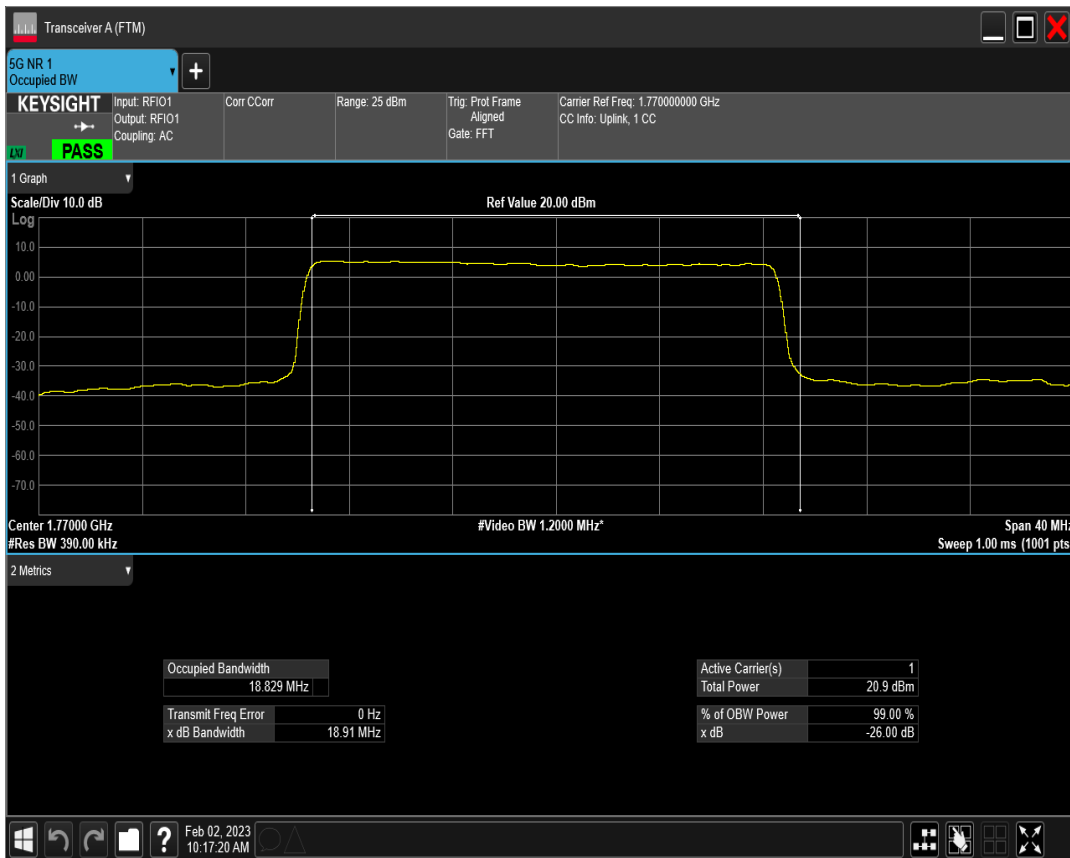 Transceiver A (FTM)
5G NR 1
Occupied BW
+
KEYSIGHT
LXI
PASS
Input: RFIO1
Output: RFIO1
Coupling: AC
Corr CCorr
Range: 25 dBm
Trig: Prot Frame
Aligned
Gate: FFT
Carrier Ref Freq: 1.770000000 GHz
CC Info: Uplink, 1 CC
1 Graph
Scale/Div 10.0 dB
Ref Value 20.00 dBm
Log
10.0
0.00
-10.0
-20.0
-30.0
-40.0
-50.0
-60.0
-70.0
Center 1.77000 GHz
#Video BW 1.2000 MHz*
Span 40 MHz
#Res BW 390.00 kHz
Sweep 1.00 ms (1001 pts
2 Metrics
Occupied Bandwidth
18.829 MHz
Transmit Freq Error 0 Hz
x dB Bandwidth 18.91 MHz
Active Carrier(s) 1
Total Power 20.9 dBm
% of OBW Power 99.00 %
x dB -26.00 dB
?
Feb 02, 2023
10:17:20 AM